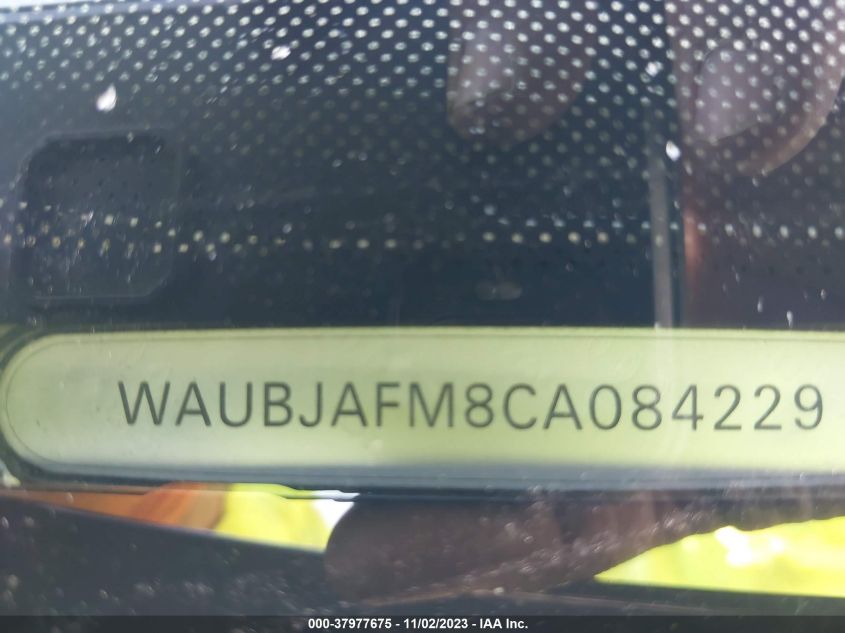 WAUBJAFM8CA084229
000-37977675 | 11/02/2023 - IAA Inc.